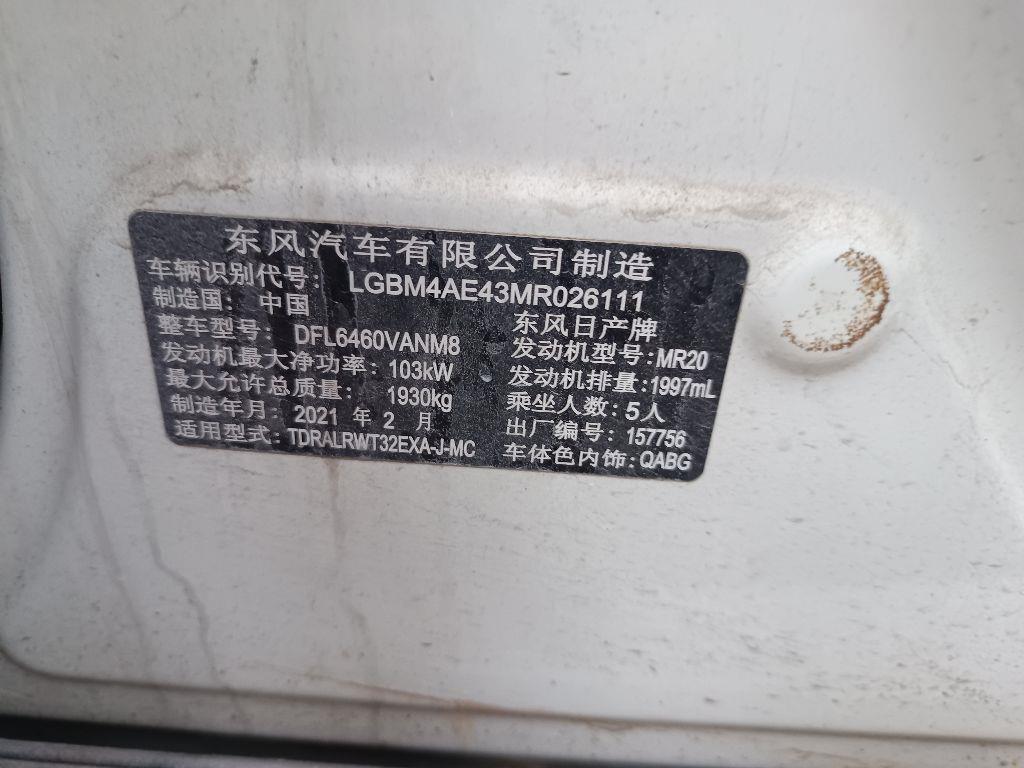 东风汽车有限公司制造
车辆识别代号: LGBM4AE43MR026111
制造国: 中国 东风日产牌
整车型号: DFL6460VANM8 发动机型号:MR20
发动机最大净功率: 103kW 发动机排量:1997mL
最大允许总质量: 1930kg 乘坐人数:5人
制造年月: 2021 年 2 月 出厂编号: 157756
适用型式: TDRALRWT32EXA-J-MC 车体色内饰:QABG